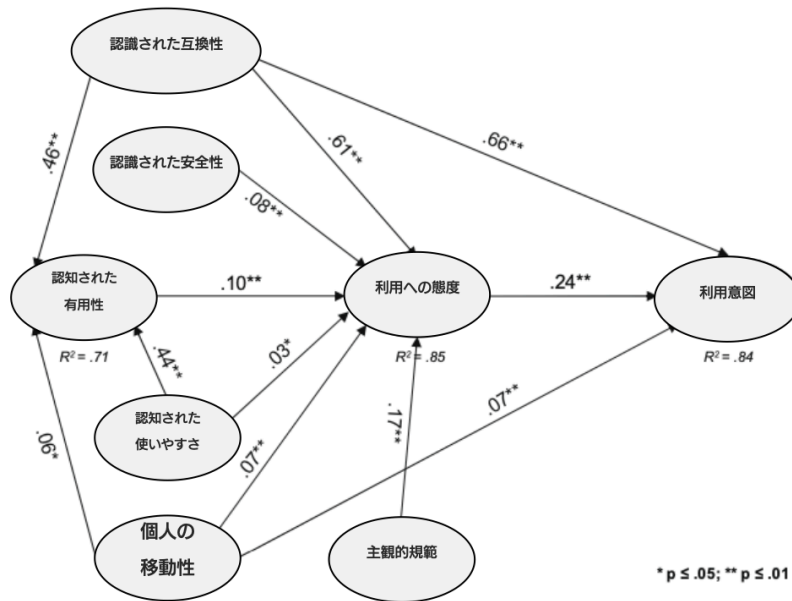 認識された互換性
.46**
.61**
.66**
認識された安全性
.08**
認知された
有用性
.10**
利用への態度
.24**
利用意図
R² = .71
R² = .85
R² = .84
.44**
.03*
認知された
使いやすさ
.06*
.07**
.17**
.07**
個人の
移動性
主観的規範
* p ≤ .05; ** p ≤ .01